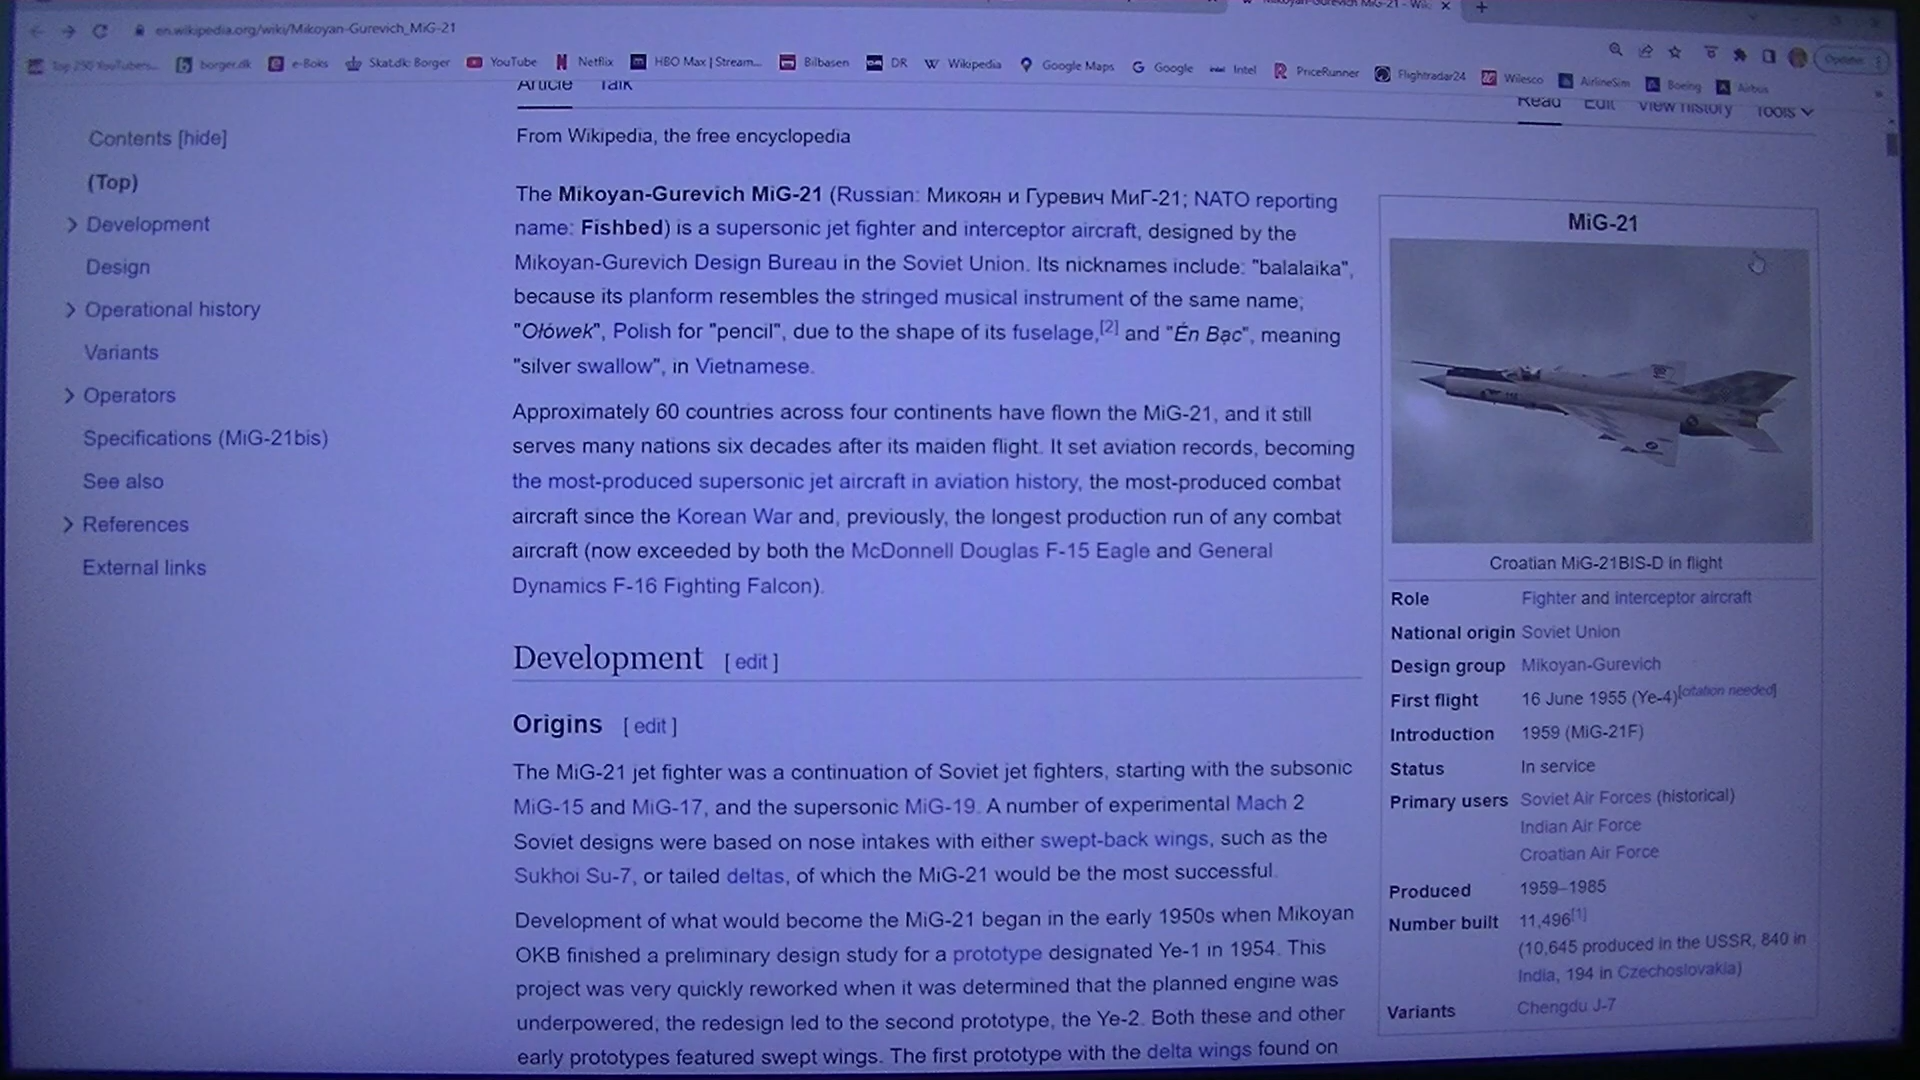 en.wikipedia.org/wiki/Mikoyan-Gurevich_MiG-21
Top 250 YouTubers... borger.dk e-Boks Skat.dk: Borger YouTube Netflix HBO Max | Stream... Bilbasen DR Wikipedia Google Maps Google Intel PriceRunner Flightradar24 Wilesco AirlineSim Boeing Airbus
Article Talk
Read Edit View history Tools
Contents [hide]
(Top)
Development
Design
Operational history
Variants
Operators
Specifications (MiG-21bis)
See also
References
External links
From Wikipedia, the free encyclopedia
The Mikoyan-Gurevich MiG-21 (Russian: Микоян и Гуревич МиГ-21; NATO reporting
name: Fishbed) is a supersonic jet fighter and interceptor aircraft, designed by the
Mikoyan-Gurevich Design Bureau in the Soviet Union. Its nicknames include: "balalaika",
because its planform resembles the stringed musical instrument of the same name;
"Ołówek", Polish for "pencil", due to the shape of its fuselage,[2] and "Én Bạc", meaning
"silver swallow", in Vietnamese.
Approximately 60 countries across four continents have flown the MiG-21, and it still
serves many nations six decades after its maiden flight. It set aviation records, becoming
the most-produced supersonic jet aircraft in aviation history, the most-produced combat
aircraft since the Korean War and, previously, the longest production run of any combat
aircraft (now exceeded by both the McDonnell Douglas F-15 Eagle and General
Dynamics F-16 Fighting Falcon).
Development [ edit ]
Origins [ edit ]
The MiG-21 jet fighter was a continuation of Soviet jet fighters, starting with the subsonic
MiG-15 and MiG-17, and the supersonic MiG-19. A number of experimental Mach 2
Soviet designs were based on nose intakes with either swept-back wings, such as the
Sukhoi Su-7, or tailed deltas, of which the MiG-21 would be the most successful.
Development of what would become the MiG-21 began in the early 1950s when Mikoyan
OKB finished a preliminary design study for a prototype designated Ye-1 in 1954. This
project was very quickly reworked when it was determined that the planned engine was
underpowered; the redesign led to the second prototype, the Ye-2. Both these and other
early prototypes featured swept wings. The first prototype with the delta wings found on
MiG-21
Croatian MiG-21BIS-D in flight
Role Fighter and interceptor aircraft
National origin Soviet Union
Design group Mikoyan-Gurevich
First flight 16 June 1955 (Ye-4)[citation needed]
Introduction 1959 (MiG-21F)
Status In service
Primary users Soviet Air Forces (historical)
Indian Air Force
Croatian Air Force
Produced 1959–1985
Number built 11,496[1]
(10,645 produced in the USSR, 840 in
India, 194 in Czechoslovakia)
Variants Chengdu J-7